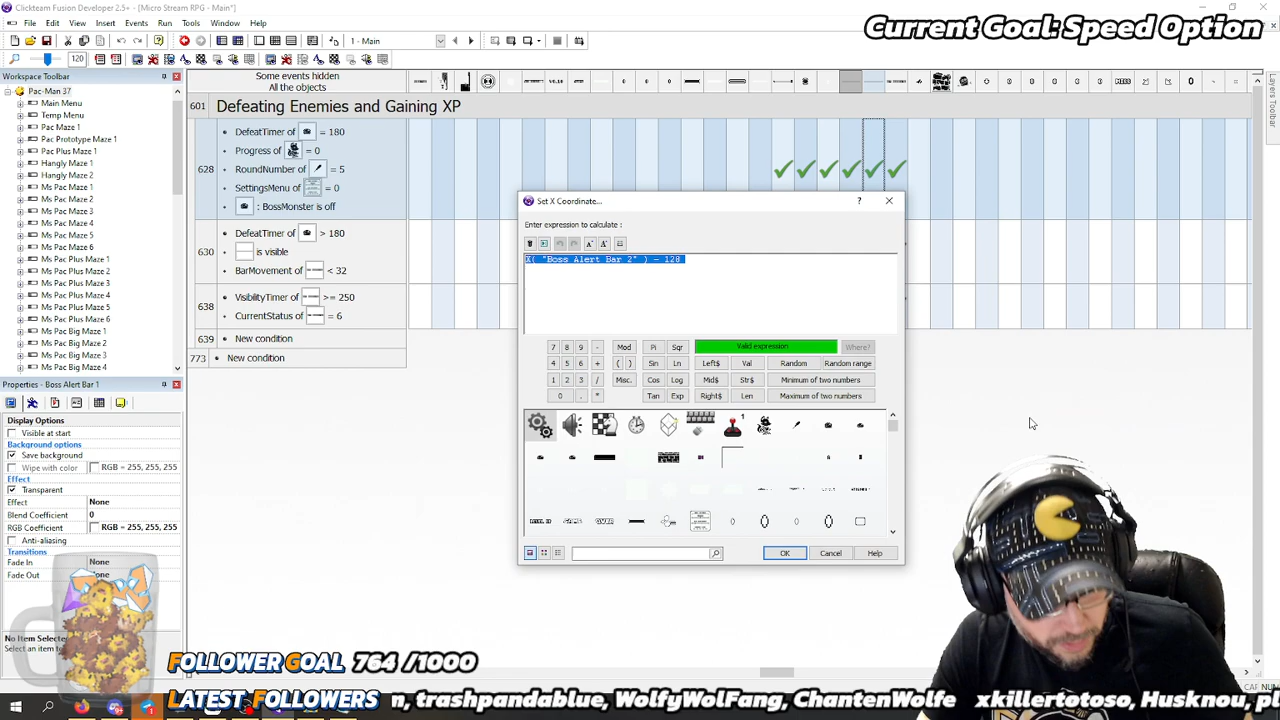 Clickteam Fusion Developer 2.5+ - [Micro Stream RPG - Main*]
Current Goal: Speed Option
File Edit View Insert Events Run Tools Window Help
1 - Main
120
Workspace Toolbar
Some events hidden
All the objects
Layers Toolbar
Pac-Man 37
Main Menu
Temp Menu
Pac Maze 1
Pac Prototype Maze 1
Pac Plus Maze 1
Hangly Maze 1
Hangly Maze 2
Ms Pac Maze 1
Ms Pac Maze 2
Ms Pac Maze 3
Ms Pac Maze 4
Ms Pac Maze 5
Ms Pac Maze 6
Ms Pac Plus Maze 1
Ms Pac Plus Maze 2
Ms Pac Plus Maze 3
Ms Pac Plus Maze 4
Ms Pac Plus Maze 5
Ms Pac Plus Maze 6
Ms Pac Big Maze 1
Ms Pac Big Maze 2
Ms Pac Big Maze 3
Ms Pac Big Maze 4
601 Defeating Enemies and Gaining XP
628
DefeatTimer of = 180
Progress of = 0
RoundNumber of = 5
SettingsMenu of = 0
: BossMonster is off
630
DefeatTimer of > 180
is visible
BarMovement of < 32
638
VisibilityTimer of >= 250
CurrentStatus of = 6
639 New condition
773 New condition
Set X Coordinate...
Enter expression to calculate :
X( "Boss Alert Bar 2" ) - 128
7 8 9 - Mod Pi Sqr Valid expression Where?
4 5 6 + ( ) Sin Ln Left$ Val Random Random range
1 2 3 / Misc. Cos Log Mid$ Str$ Minimum of two numbers
0 . * Tan Exp Right$ Len Maximum of two numbers
OK Cancel Help
Properties - Boss Alert Bar 1
Display Options
Visible at start
Background options
Save background
Wipe with color RGB = 255, 255, 255
Effect
Transparent
Effect None
Blend Coefficient 0
RGB Coefficient RGB = 255, 255, 255
Anti-aliasing
Transitions
Fade In None
Fade Out
No Item Selected
FOLLOWER GOAL 764 /1000
LATEST FOLLOWERS n, trashpandablue, WolfyWolFang, ChantenWolfe xkillertotoso, Husknou,